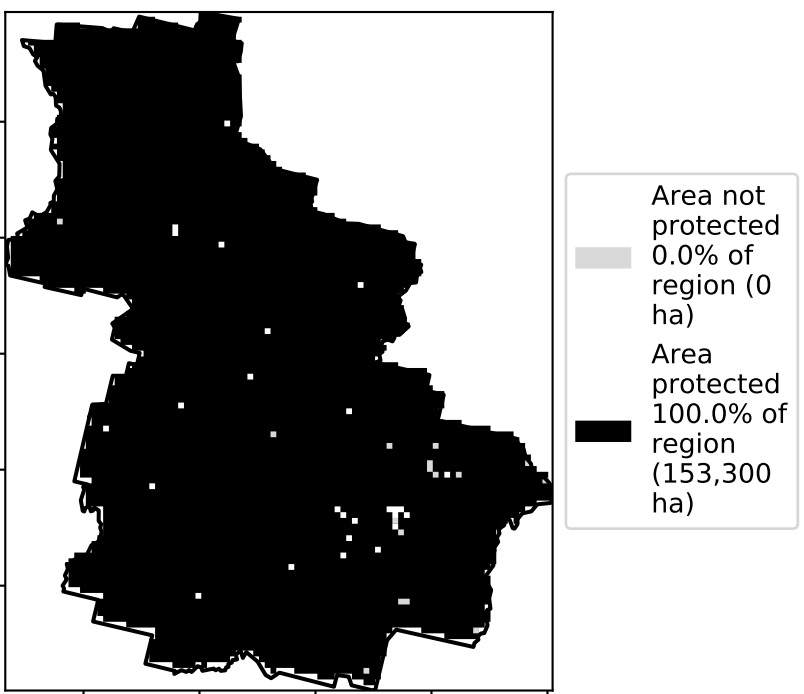 Area not
protected
0.0% of
region (0
ha)
Area
protected
100.0% of
region
(153,300
ha)